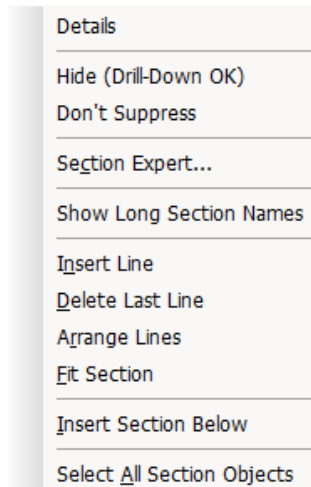 Details
Hide (Drill-Down OK)
Don't Suppress
Section Expert...
Show Long Section Names
Insert Line
Delete Last Line
Arrange Lines
Fit Section
Insert Section Below
Select All Section Objects